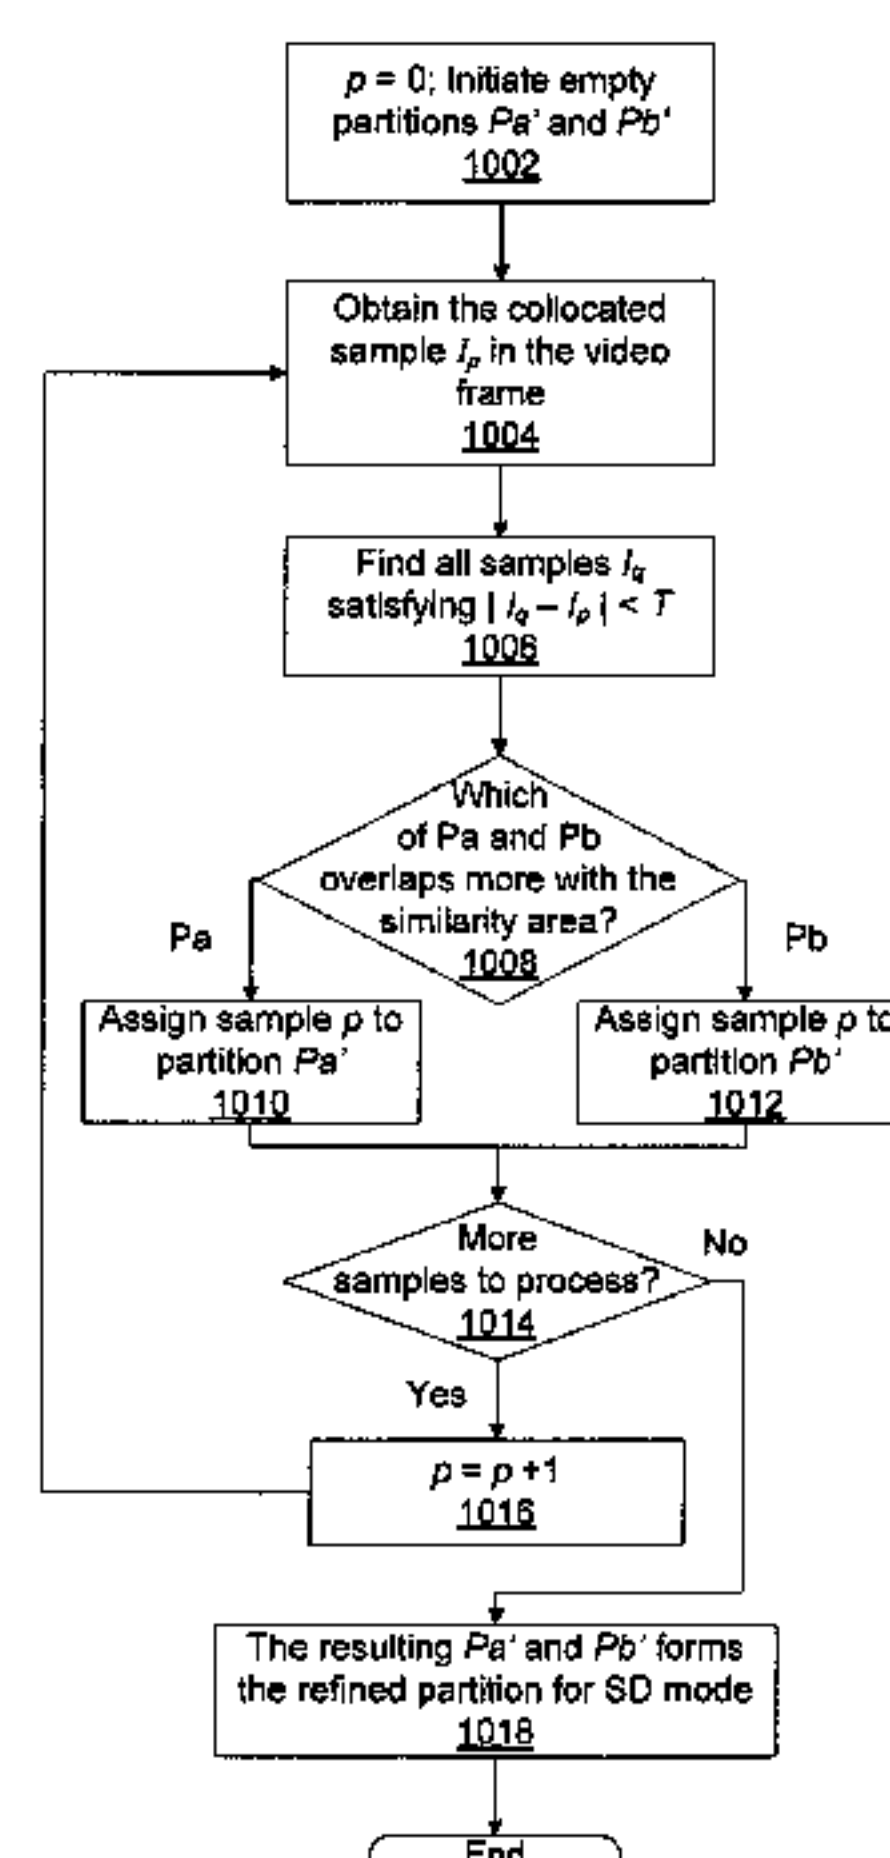 p = 0; Initiate empty
partitions Pa' and Pb'
1002
Obtain the collocated
sample Ip in the video
frame
1004
Find all samples Iq
satisfying | Iq – Ip | < T
1006
Which
of Pa and Pb
overlaps more with the
similarity area?
1008
Pa
Pb
Assign sample p to
partition Pa'
1010
Assign sample p to
partition Pb'
1012
More
samples to process?
1014
No
Yes
p = p +1
1016
The resulting Pa' and Pb' forms
the refined partition for SD mode
1018
End